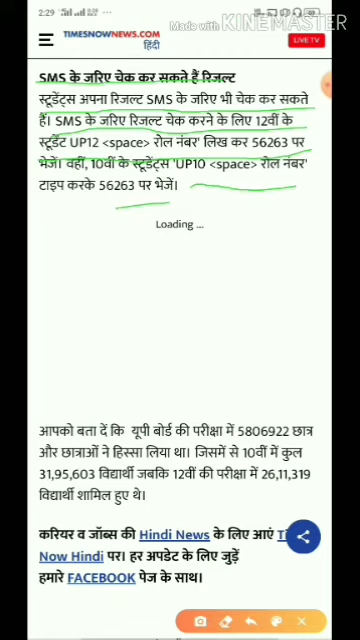 2:29
Made with KINEMASTER
TIMESNOWNEWS.COM
हिंदी
LIVE TV
SMS के जरिए चेक कर सकते हैं रिजल्ट
स्टूडेंट्स अपना रिजल्ट SMS के जरिए भी चेक कर सकते
हैं। SMS के जरिए रिजल्ट चेक करने के लिए 12वीं के
स्टूडेंट UP12 <space> रोल नंबर' लिख कर 56263 पर
भेजें। वहीं, 10वीं के स्टूडेंट्स 'UP10 <space> रोल नंबर'
टाइप करके 56263 पर भेजें।
Loading ...
आपको बता दें कि यूपी बोर्ड की परीक्षा में 5806922 छात्र
और छात्राओं ने हिस्सा लिया था। जिसमें से 10वीं में कुल
31,95,603 विद्यार्थी जबकि 12वीं की परीक्षा में 26,11,319
विद्यार्थी शामिल हुए थे।
करियर व जॉब्स की Hindi News के लिए आएं
Now Hindi पर। हर अपडेट के लिए जुड़ें
हमारे FACEBOOK पेज के साथ।